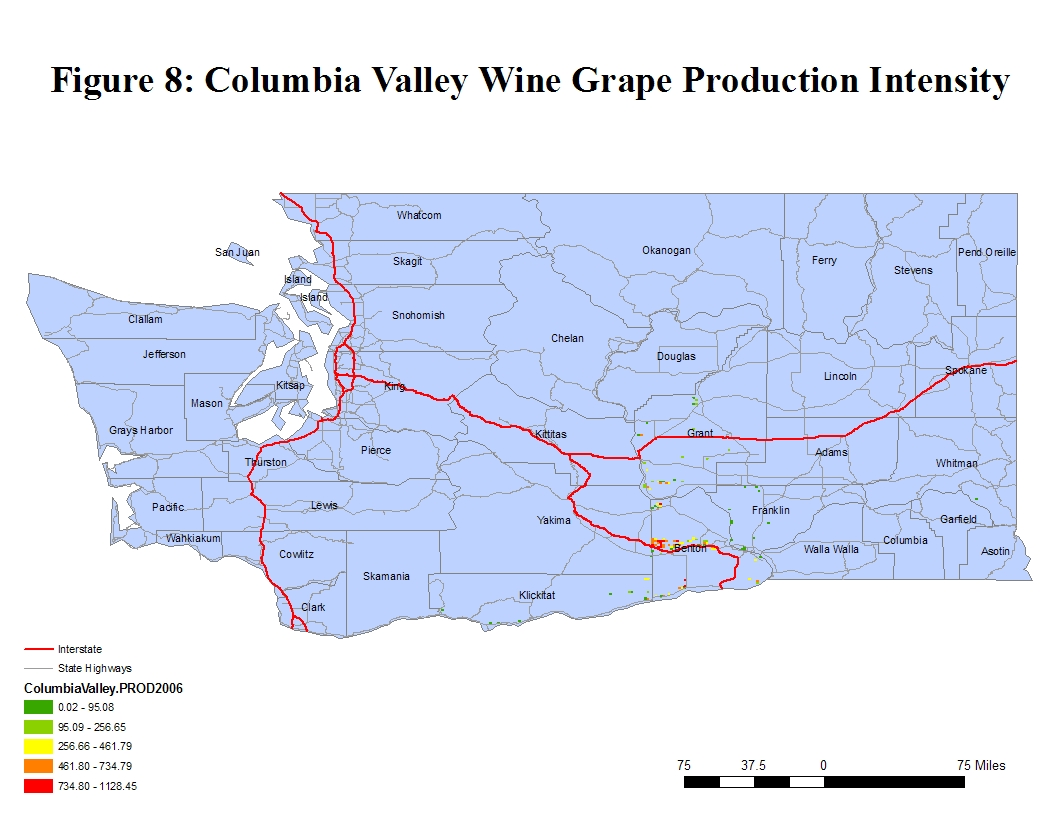 Figure 8: Columbia Valley Wine Grape Production Intensity
Whatcom
San Juan
Skagit
Okanogan
Ferry
Stevens
Pend Oreille
Island
Island
Snohomish
Clallam
Chelan
Jefferson
Douglas
Kitsap
King
Lincoln
Spokane
Mason
Grays Harbor
Kittitas
Grant
Pierce
Adams
Thurston
Whitman
Pacific
Lewis
Yakima
Franklin
Garfield
Wahkiakum
Cowlitz
Benton
Walla Walla
Columbia
Asotin
Skamania
Klickitat
Clark
Interstate
State Highways
ColumbiaValley.PROD2006
0.02 - 95.08
95.09 - 256.65
256.66 - 461.79
461.80 - 734.79
734.80 - 1128.45
75 37.5 0 75 Miles